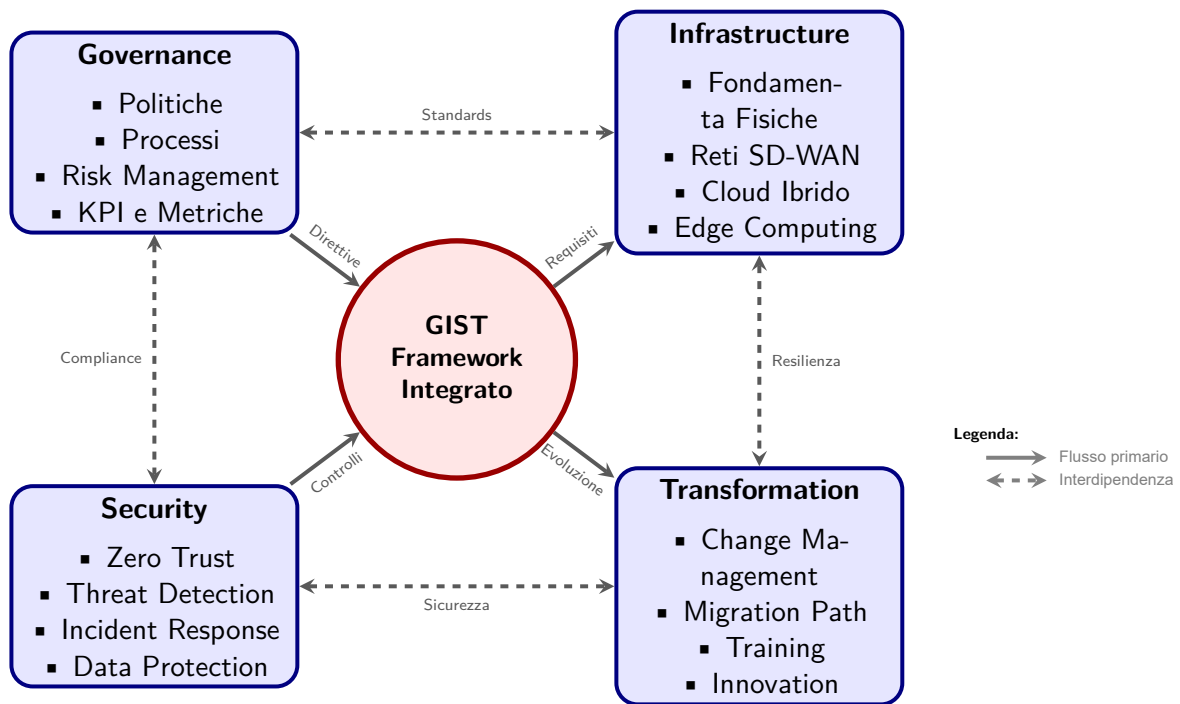 Governance
▪ Politiche
▪ Processi
▪ Risk Management
▪ KPI e Metriche
Standards
Infrastructure
▪ Fondamen-
ta Fisiche
▪ Reti SD-WAN
▪ Cloud Ibrido
▪ Edge Computing
Direttive
Requisiti
GIST
Framework
Integrato
Compliance
Resilienza
Controlli
Evoluzione
Legenda:
Flusso primario
Interdipendenza
Security
▪ Zero Trust
▪ Threat Detection
▪ Incident Response
▪ Data Protection
Sicurezza
Transformation
▪ Change Ma-
nagement
▪ Migration Path
▪ Training
▪ Innovation